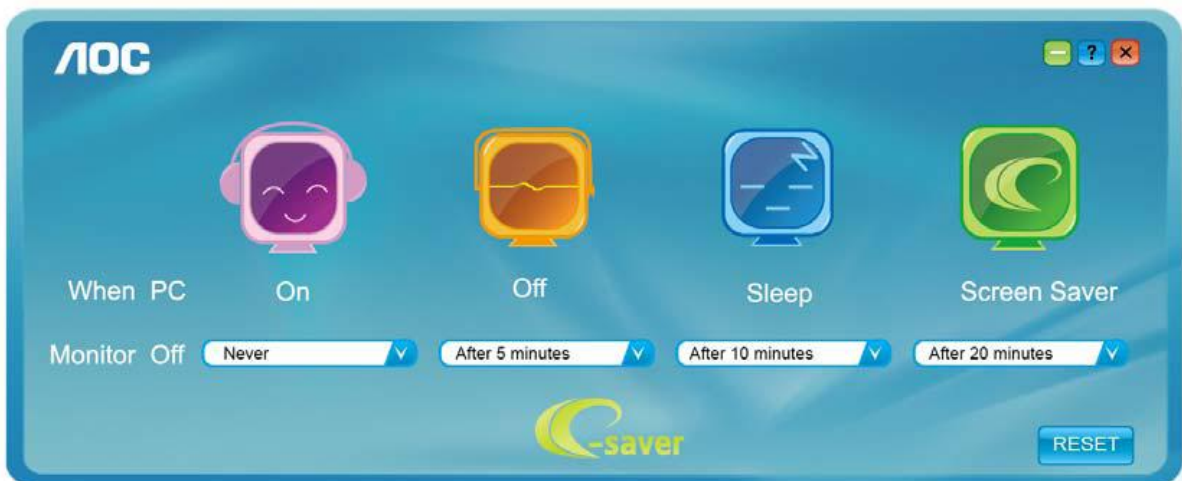 AOC
?
When PC On Off Sleep Screen Saver
Monitor Off Never After 5 minutes After 10 minutes After 20 minutes
e-saver
RESET